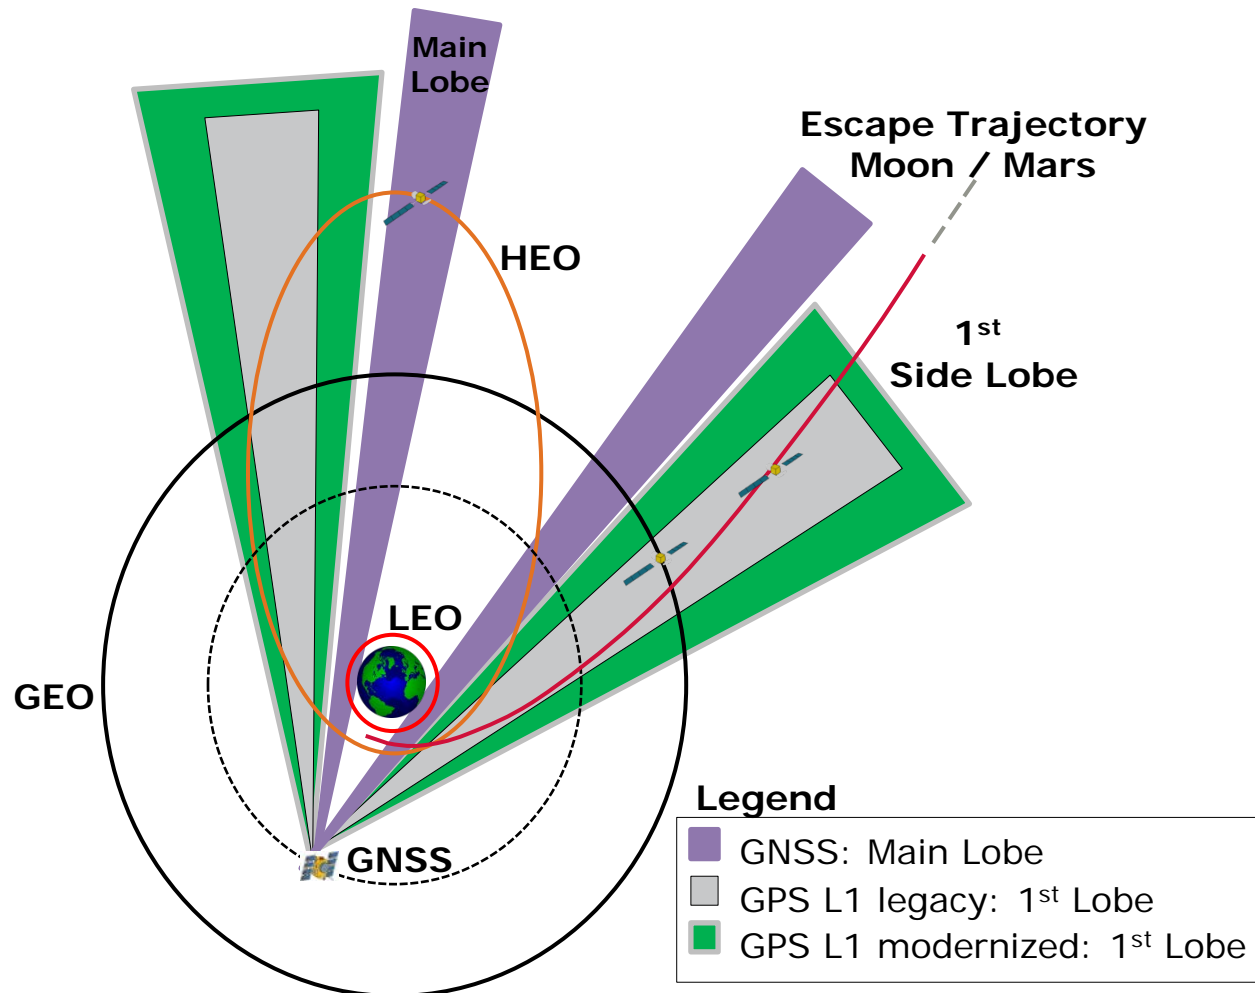 Main
Lobe
Escape Trajectory
Moon / Mars
HEO
1st
Side Lobe
LEO
GEO
GNSS
Legend
GNSS: Main Lobe
GPS L1 legacy: 1st Lobe
GPS L1 modernized: 1st Lobe